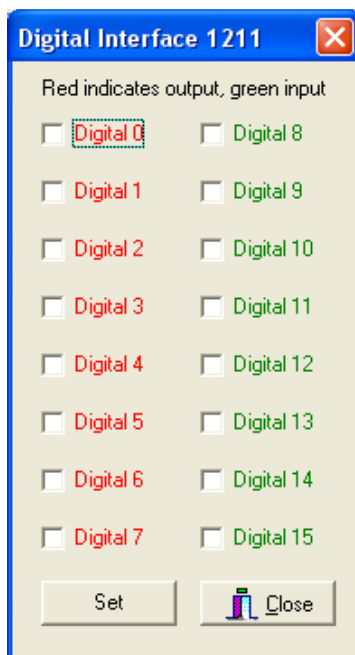 Digital Interface 1211
Red indicates output, green input
Digital 0
Digital 8
Digital 1
Digital 9
Digital 2
Digital 10
Digital 3
Digital 11
Digital 4
Digital 12
Digital 5
Digital 13
Digital 6
Digital 14
Digital 7
Digital 15
Set
Close